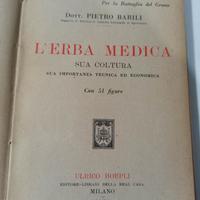 Per la Battaglia del Grano
Dott. PIETRO BARILI
L'ERBA MEDICA
SUA COLTURA
SUA IMPORTANZA TECNICA ED ECONOMICA
Con 51 figure
ULRICO HOEPLI
EDITORE-LIBRAIO DELLA REAL CASA
MILANO